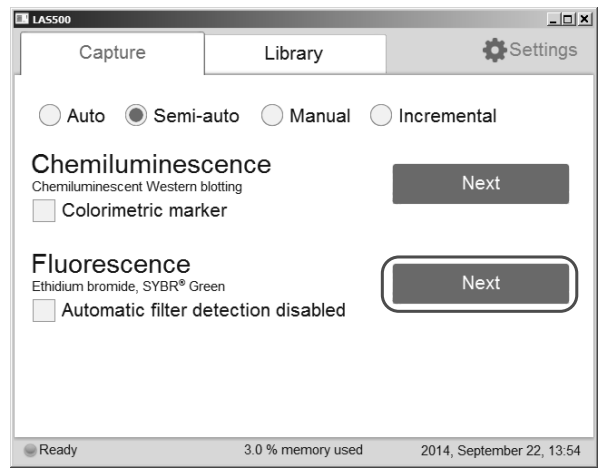 LAS500
Capture
Library
Settings
Auto
Semi-auto
Manual
Incremental
Chemiluminescence
Chemiluminescent Western blotting
Next
Colorimetric marker
Fluorescence
Ethidium bromide, SYBR® Green
Next
Automatic filter detection disabled
Ready
3.0 % memory used
2014, September 22, 13:54